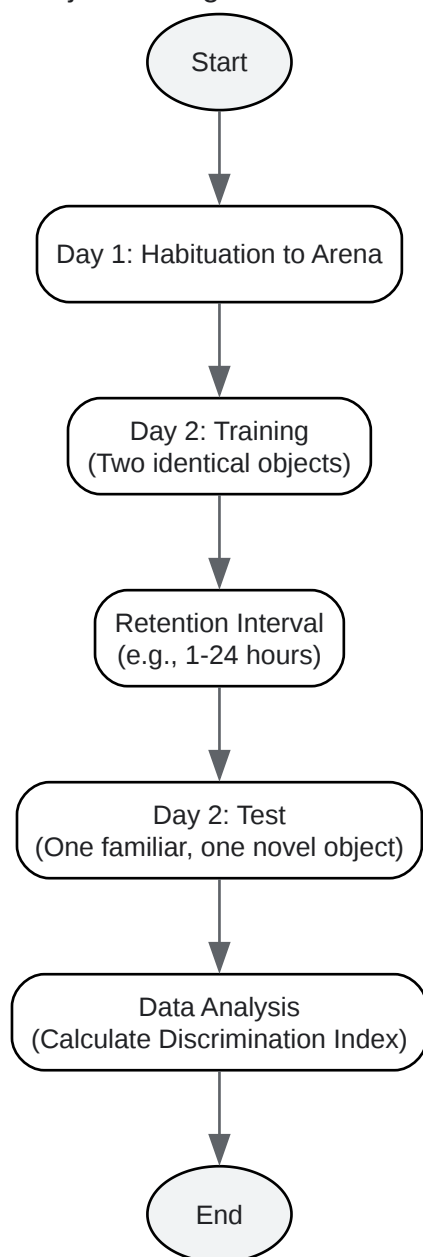 Start
Day 1: Habituation to Arena
Day 2: Training
(Two identical objects)
Retention Interval
(e.g., 1-24 hours)
Day 2: Test
(One familiar, one novel object)
Data Analysis
(Calculate Discrimination Index)
End